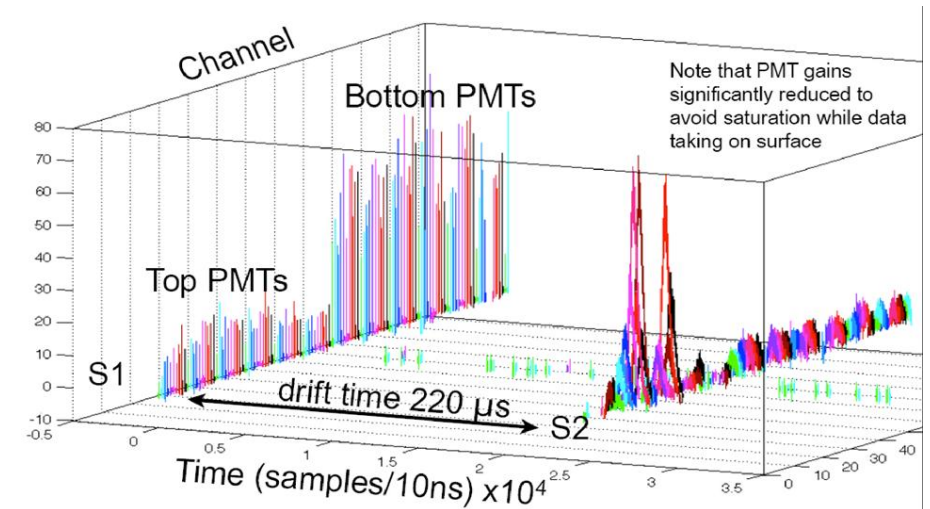 Channel
Bottom PMTs
Note that PMT gains
significantly reduced to
avoid saturation while data
taking on surface
80
70
60
50
40
30
20
10
0
-10
Top PMTs
S1
drift time 220 µs
S2
-0.5
0
0.5
1
1.5
2
2.5
3
3.5
0
10
20
30
40
Time (samples/10ns) x10⁴